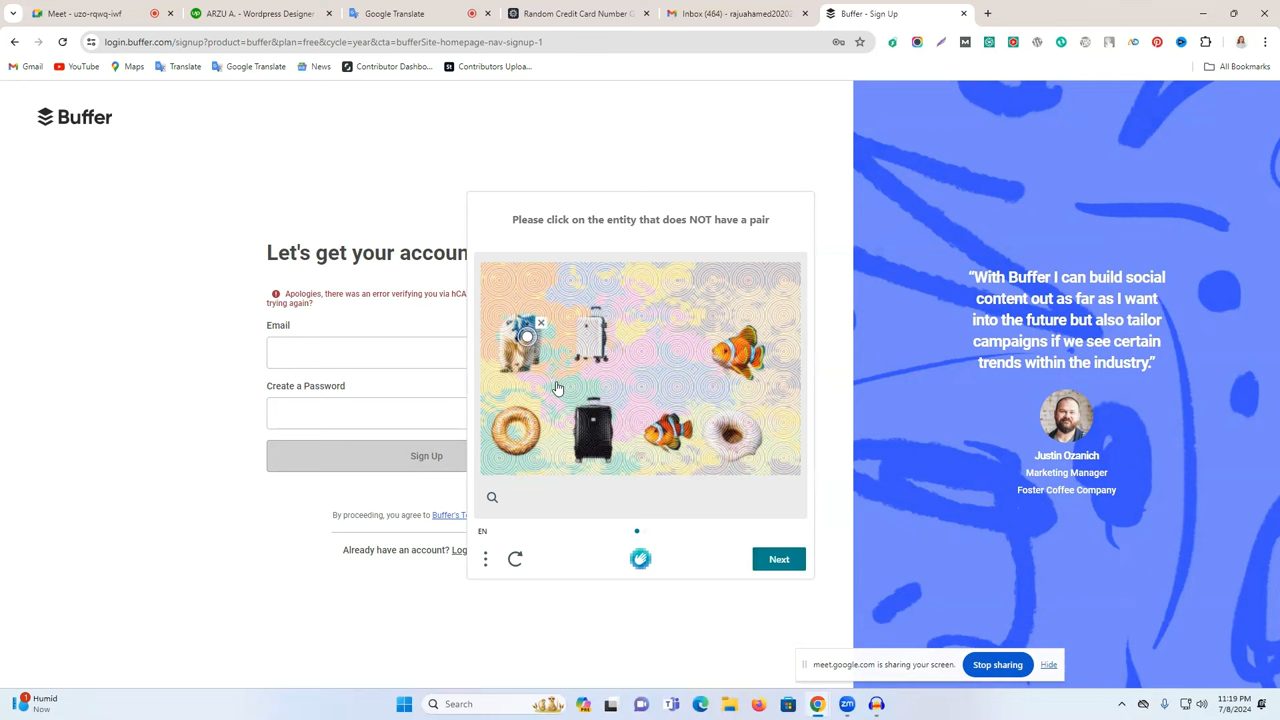 Meet - uzo-rqwq-iwf
ARZU A. - Wordpress Designer
Google Translate
Random Credit Card Number G
Inbox (464) - rajuahamed2020
Buffer - Sign Up
login.buffer.com/signup?product=buffer&plan=free&cycle=year&cta=bufferSite-homepage-nav-signup-1
Gmail
YouTube
Maps
Translate
Google Translate
News
Contributor Dashbo...
Contributors Uploa...
All Bookmarks
Buffer
Please click on the entity that does NOT have a pair
Let's get your accoun
Apologies, there was an error verifying you via hCA
trying again?
Email
Create a Password
Sign Up
By proceeding, you agree to Buffer's Te
Already have an account? Log
EN
Next
“With Buffer I can build social
content out as far as I want
into the future but also tailor
campaigns if we see certain
trends within the industry.”
Justin Ozanich
Marketing Manager
Foster Coffee Company
meet.google.com is sharing your screen.
Stop sharing
Hide
1
Humid
Now
Search
zm
11:19 PM
7/8/2024